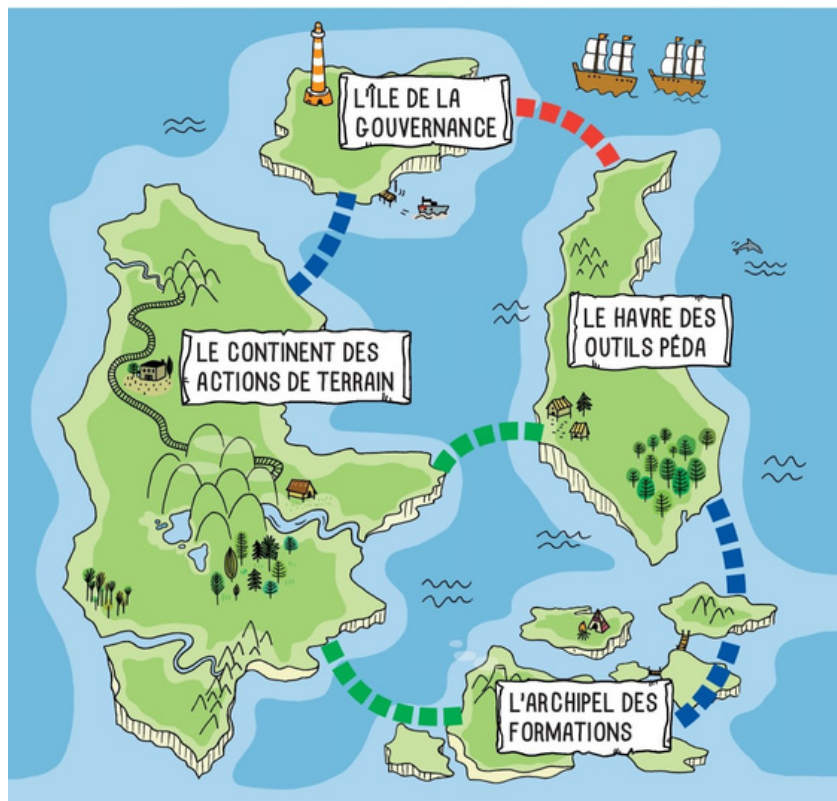 L'ÎLE DE LA
GOUVERNANCE
LE HAVRE DES
OUTILS PÉDA
LE CONTINENT DES
ACTIONS DE TERRAIN
L'ARCHIPEL DES
FORMATIONS